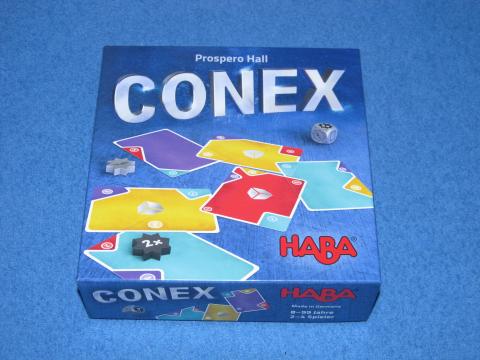 Prospero Hall
CONEX
2x
HABA
CONEX
HABA
Made in Germany
8–99 Jahre
2–4 Spieler